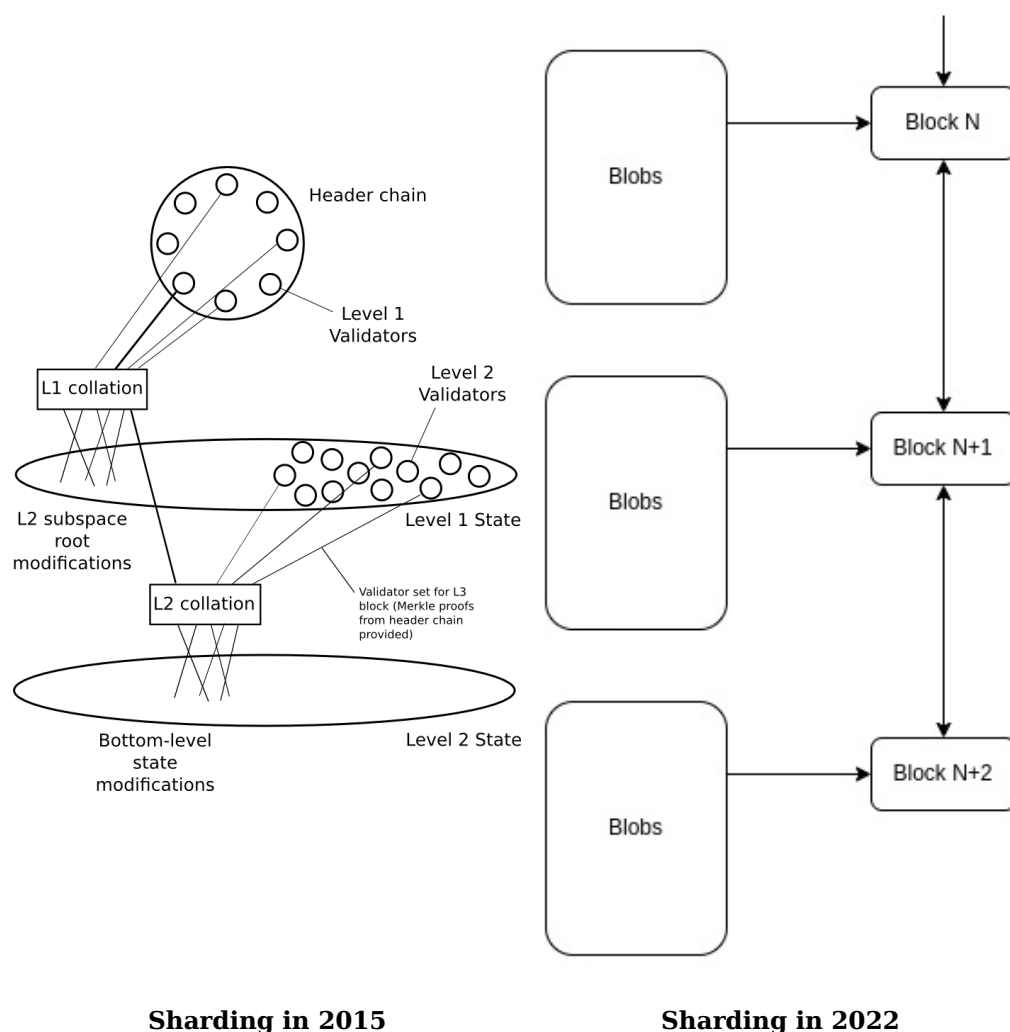 Header chain
Level 1
Validators
L1 collation
Level 2
Validators
L2 subspace
root
modifications
Level 1 State
L2 collation
Validator set for L3
block (Merkle proofs
from header chain
provided)
Bottom-level
state
modifications
Level 2 State
Sharding in 2015
Blobs
Block N
Blobs
Block N+1
Blobs
Block N+2
Sharding in 2022